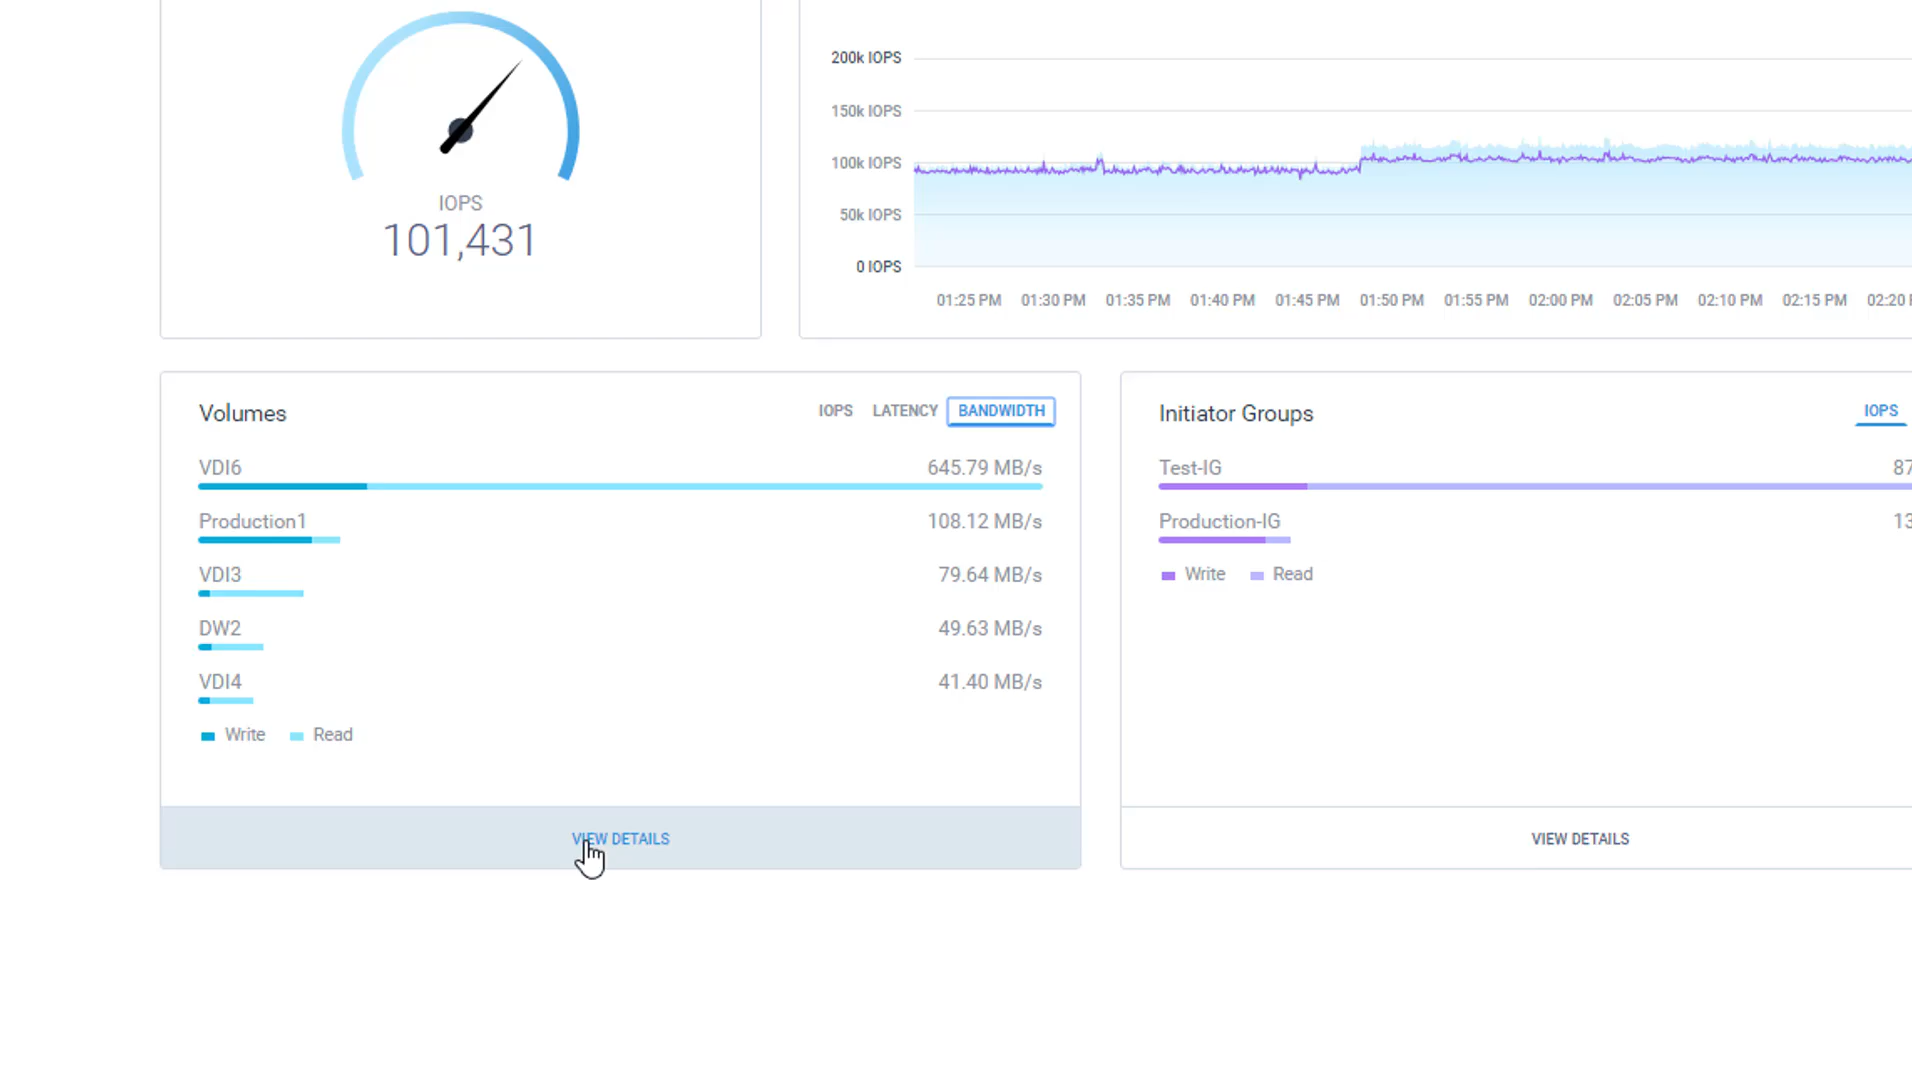 IOPS
101,431
200k IOPS
150k IOPS
100k IOPS
50k IOPS
0 IOPS
01:25 PM 01:30 PM 01:35 PM 01:40 PM 01:45 PM 01:50 PM 01:55 PM 02:00 PM 02:05 PM 02:10 PM 02:15 PM 02:20
Volumes IOPS LATENCY BANDWIDTH
VDI6 645.79 MB/s
Production1 108.12 MB/s
VDI3 79.64 MB/s
DW2 49.63 MB/s
VDI4 41.40 MB/s
Write Read
VIEW DETAILS
Initiator Groups IOPS
Test-IG 87
Production-IG 13
Write Read
VIEW DETAILS